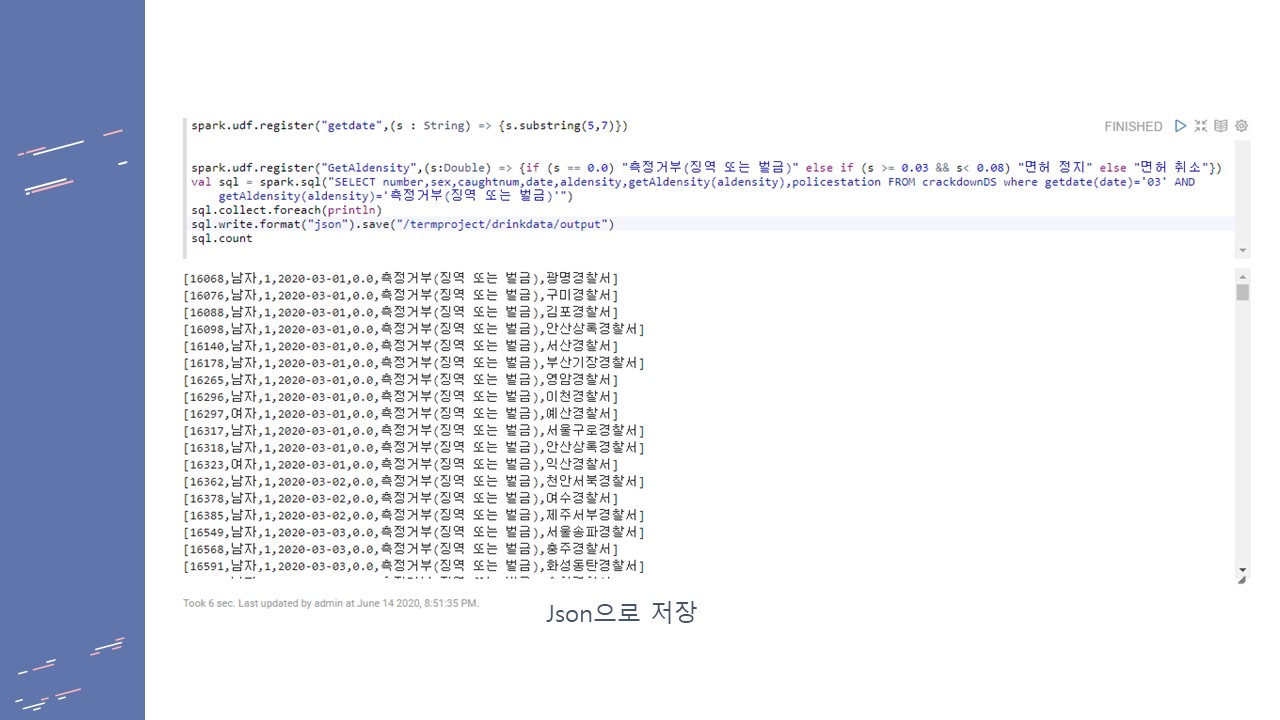 spark.udf.register("getdate",(s : String) => {s.substring(5,7)})
FINISHED
spark.udf.register("GetAldensity",(s:Double) => {if (s == 0.0) "측정거부(징역 또는 벌금)" else if (s >= 0.03 && s< 0.08) "면허 정지" else "면허 취소"})
val sql = spark.sql("SELECT number,sex,caughtnum,date,aldensity,getAldensity(aldensity),policestation FROM crackdownDS where getdate(date)='03' AND
getAldensity(aldensity)='측정거부(징역 또는 벌금)'")
sql.collect.foreach(println)
sql.write.format("json").save("/termproject/drinkdata/output")
sql.count
[16068,남자,1,2020-03-01,0.0,측정거부(징역 또는 벌금),광명경찰서]
[16076,남자,1,2020-03-01,0.0,측정거부(징역 또는 벌금),구미경찰서]
[16088,남자,1,2020-03-01,0.0,측정거부(징역 또는 벌금),김포경찰서]
[16098,남자,1,2020-03-01,0.0,측정거부(징역 또는 벌금),안산상록경찰서]
[16140,남자,1,2020-03-01,0.0,측정거부(징역 또는 벌금),서산경찰서]
[16178,남자,1,2020-03-01,0.0,측정거부(징역 또는 벌금),부산기장경찰서]
[16265,남자,1,2020-03-01,0.0,측정거부(징역 또는 벌금),영암경찰서]
[16296,남자,1,2020-03-01,0.0,측정거부(징역 또는 벌금),이천경찰서]
[16297,여자,1,2020-03-01,0.0,측정거부(징역 또는 벌금),예산경찰서]
[16317,남자,1,2020-03-01,0.0,측정거부(징역 또는 벌금),서울구로경찰서]
[16318,남자,1,2020-03-01,0.0,측정거부(징역 또는 벌금),안산상록경찰서]
[16323,여자,1,2020-03-01,0.0,측정거부(징역 또는 벌금),익산경찰서]
[16362,남자,1,2020-03-02,0.0,측정거부(징역 또는 벌금),천안서북경찰서]
[16378,남자,1,2020-03-02,0.0,측정거부(징역 또는 벌금),여수경찰서]
[16385,남자,1,2020-03-02,0.0,측정거부(징역 또는 벌금),제주서부경찰서]
[16549,남자,1,2020-03-03,0.0,측정거부(징역 또는 벌금),서울송파경찰서]
[16568,남자,1,2020-03-03,0.0,측정거부(징역 또는 벌금),충주경찰서]
[16591,남자,1,2020-03-03,0.0,측정거부(징역 또는 벌금),화성동탄경찰서]
Took 6 sec. Last updated by admin at June 14 2020, 8:51:35 PM.
Json으로 저장